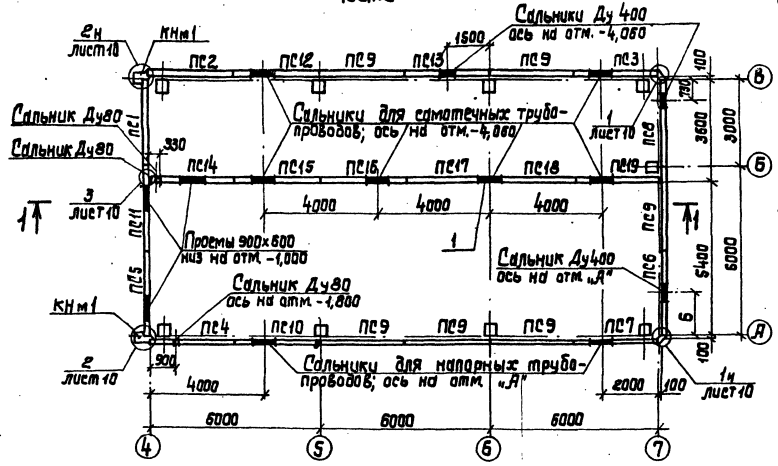 Сальники Ду 400
ось на отм. -4,060
2н
лист 10
КНм1
1500
ПС2
ПС12
ПС9
ПС13
ПС9
ПС3
100
В
730
Сальник Ду80
Сальник Ду80
ПС1
330
Сальники для самотечных трубо-
проводов; ось на отм. -4,060
1
лист 10
ПС8
3600
3000
Б
3
лист 10
ПС14
ПС15
ПС16
ПС17
ПС18
ПС19
4000
4000
4000
1
1
1
ПС11
ПС9
Проемы 900х600
низ на отм. -1,000
Сальник Ду400
ось на отм. „А"
5400
6000
ПС5
ПС6
Сальник Ду80
ось на отм -1,800
КНм1
Б
ПС4
ПС10
ПС9
ПС9
ПС9
ПС7
А
2
лист 10
900
Сальники для напорных трубо-
проводов; ось на отм. „А"
100
1н
лист 10
4000
2000
100
6000
6000
6000
4
5
6
7